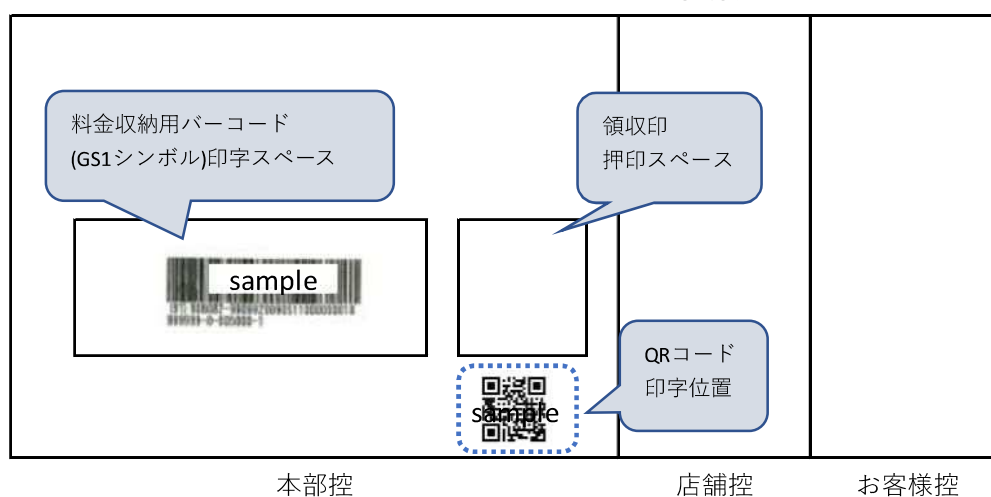 料金収納用バーコード
(GS1シンボル)印字スペース
領収印
押印スペース
sample
QRコード
印字位置
sample
本部控
店舗控
お客様控